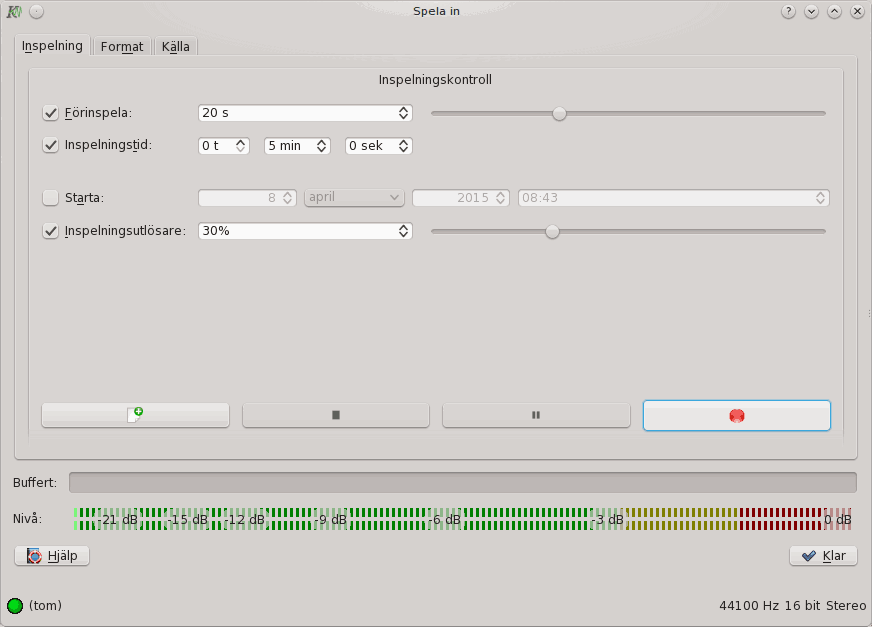 Spela in
Inspelning Format Källa
Inspelningskontroll
Förinspela: 20 s
Inspelningstid: 0 t 5 min 0 sek
Starta: 8 april 2015 08:43
Inspelningsutlösare: 30%
Buffert:
Nivå: -21 dB -15 dB -12 dB -9 dB -6 dB -3 dB 0 dB
Hjälp Klar
(tom) 44100 Hz 16 bit Stereo